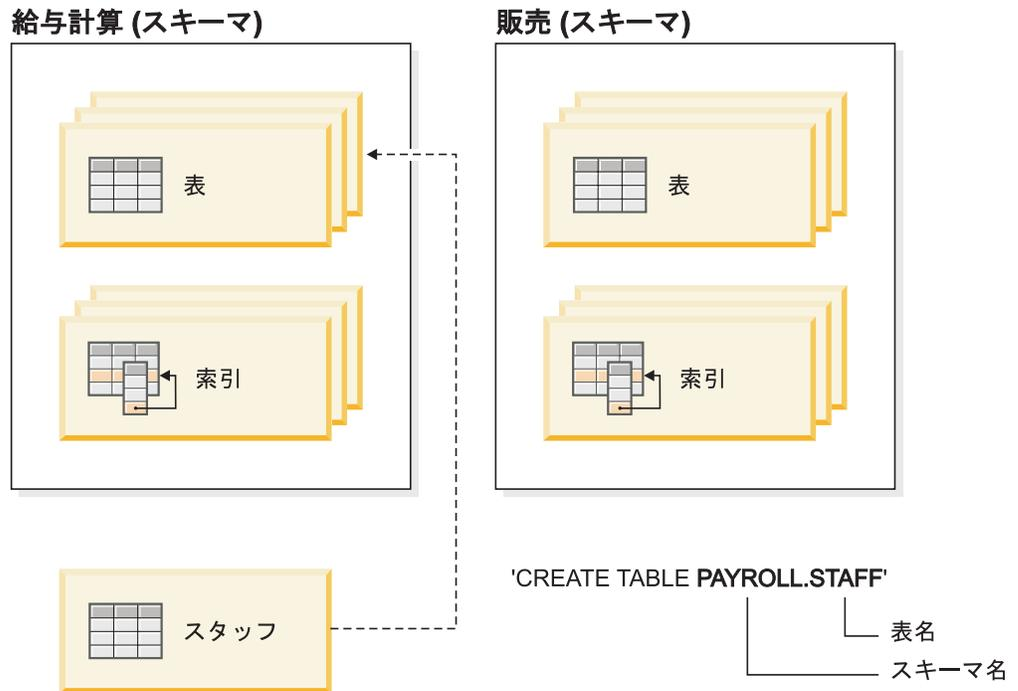 給与計算 (スキーマ)
販売 (スキーマ)
表
表
索引
索引
スタッフ
'CREATE TABLE PAYROLL.STAFF'
表名
スキーマ名